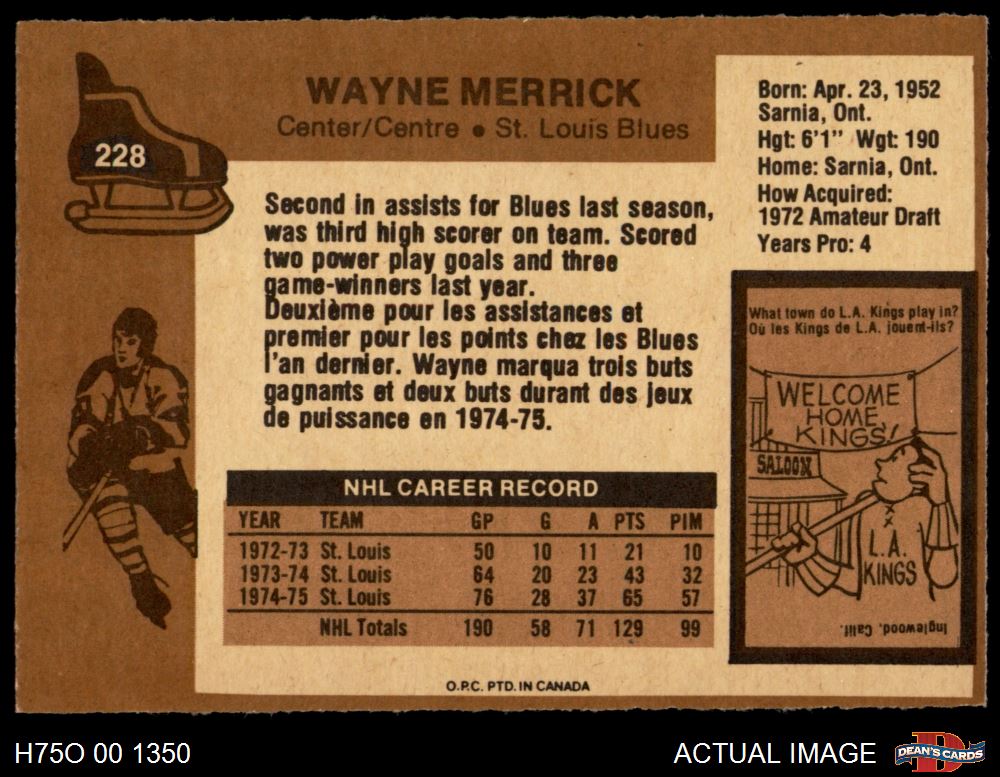 WAYNE MERRICK
Center/Centre • St. Louis Blues
228
Born: Apr. 23, 1952
Sarnia, Ont.
Hgt: 6'1" Wgt: 190
Home: Sarnia, Ont.
How Acquired:
1972 Amateur Draft
Years Pro: 4
Second in assists for Blues last season,
was third high scorer on team. Scored
two power play goals and three
game-winners last year.
Deuxième pour les assistances et
premier pour les points chez les Blues
l'an dernier. Wayne marqua trois buts
gagnants et deux buts durant des jeux
de puissance en 1974-75.
NHL CAREER RECORD
YEAR TEAM GP G A PTS PIM
1972-73 St. Louis 50 10 11 21 10
1973-74 St. Louis 64 20 23 43 32
1974-75 St. Louis 76 28 37 65 57
NHL Totals 190 58 71 129 99
What town do L.A. Kings play in?
Où les Kings de L.A. jouent-ils?
WELCOME
HOME,
KINGS!
SALOON
L.A.
KINGS
Inglewood, Calif.
O.P.C. PTD. IN CANADA
H75O 00 1350
ACTUAL IMAGE
D
DEAN'S CARDS